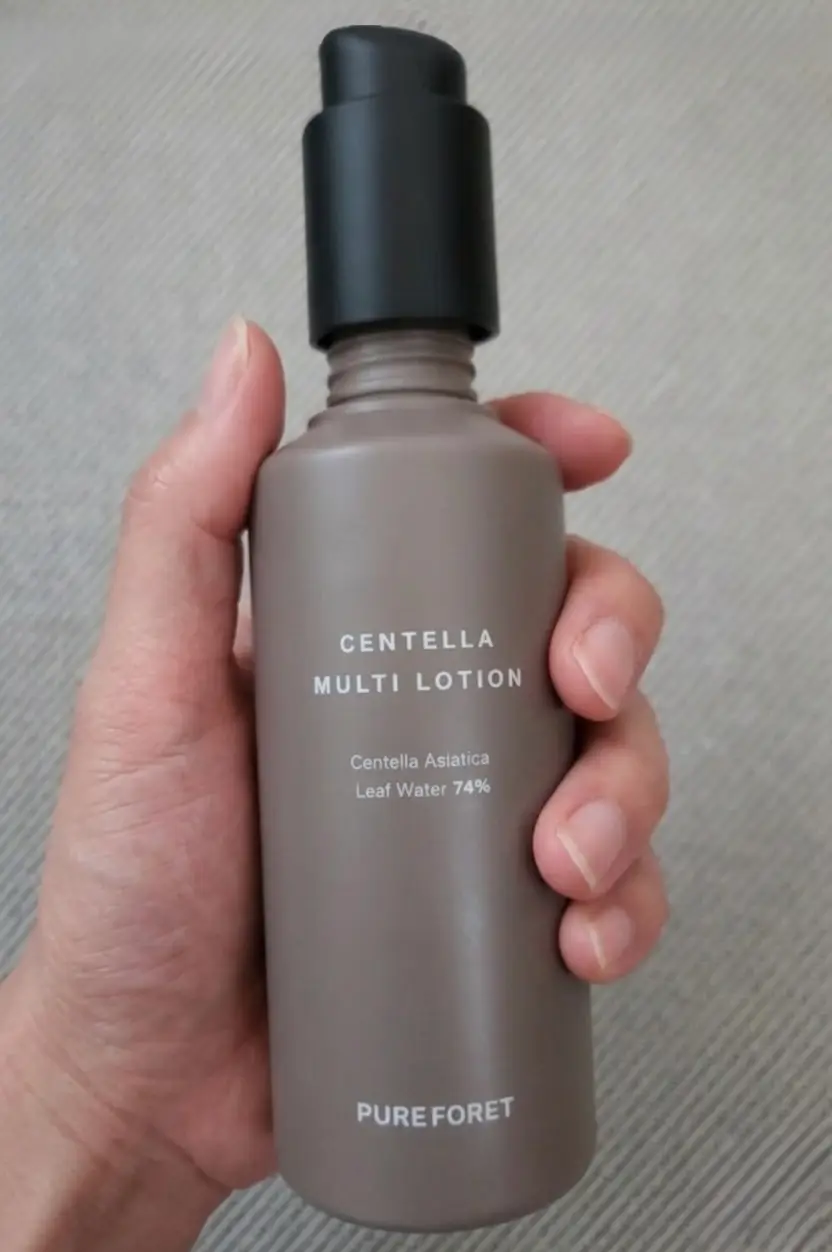 CENTELLA
MULTI LOTION
Centella Asiatica
Leaf Water 74%
PUREFORET